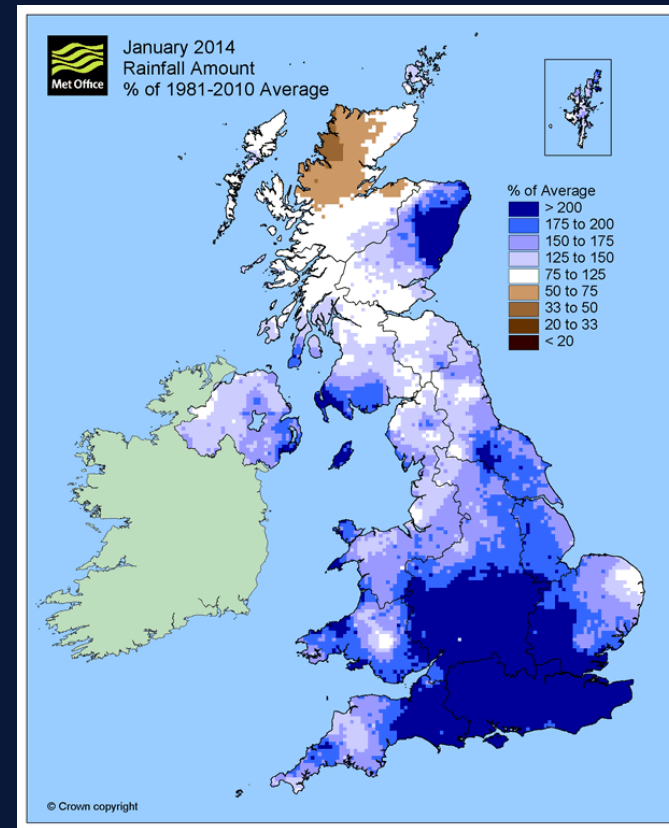 Met Office
January 2014
Rainfall Amount
% of 1981-2010 Average
% of Average
> 200
175 to 200
150 to 175
125 to 150
75 to 125
50 to 75
33 to 50
20 to 33
< 20
© Crown copyright